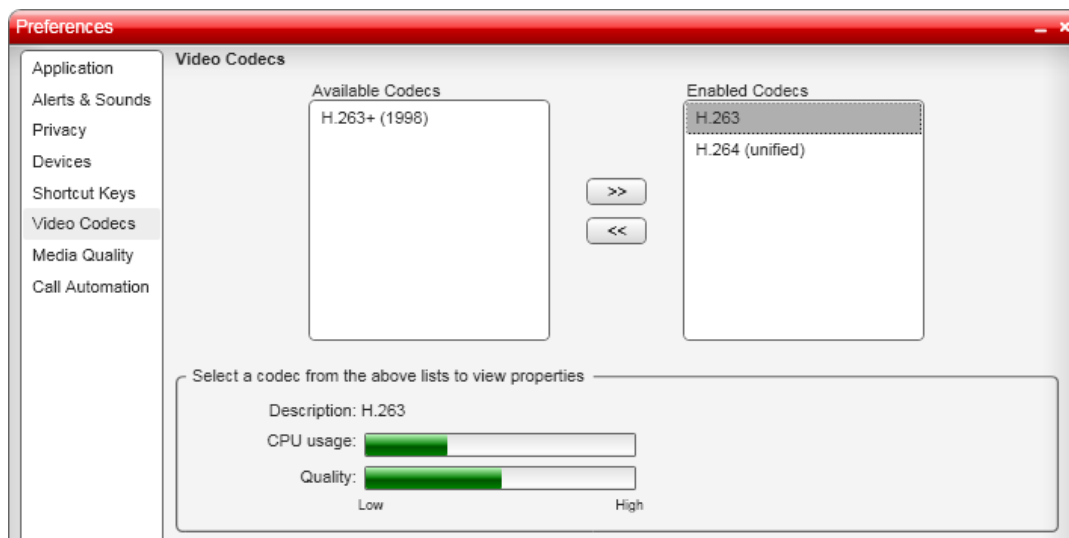 Preferences
Application
Alerts & Sounds
Privacy
Devices
Shortcut Keys
Video Codecs
Media Quality
Call Automation
Video Codecs
Available Codecs
H.263+ (1998)
>>
<<
Enabled Codecs
H.263
H.264 (unified)
Select a codec from the above lists to view properties
Description: H.263
CPU usage:
Quality:
Low High